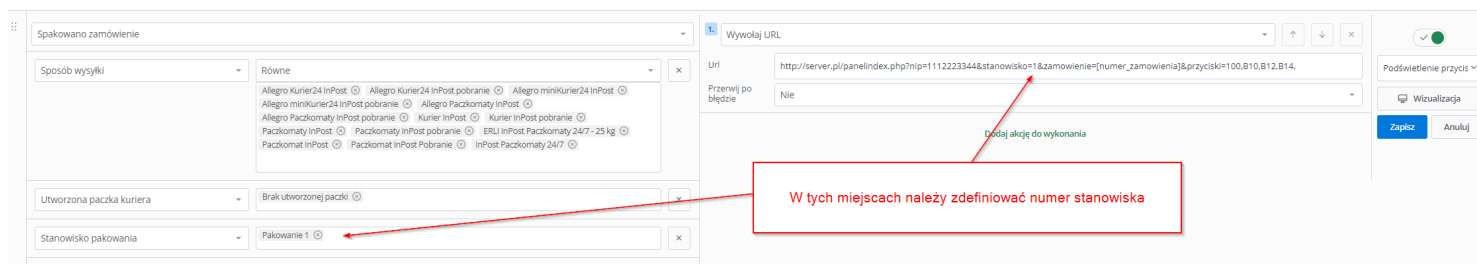 Spakowano zamówienie
Sposób wysyłki
Równe
Allegro Kurier24 InPost
Allegro Kurier24 InPost pobranie
Allegro miniKurier24 InPost
Allegro miniKurier24 InPost pobranie
Allegro Paczkomaty InPost
Allegro Paczkomaty InPost pobranie
Kurier InPost
Kurier InPost pobranie
Paczkomaty InPost
Paczkomaty InPost pobranie
ERLI InPost Paczkomaty 24/7 - 25 kg
Paczkomat InPost
Paczkomat InPost Pobranie
InPost Paczkomaty 24/7
Utworzona paczka kuriera
Brak utworzonej paczki
Stanowisko pakowania
Pakowanie 1
1.
Wywołaj URL
Url
http://server.pl/panelindex.php?nip=1112223344&stanowisko=1&zamowienie=[numer_zamowienia]&przyciski=100,B10,B12,B14,
Przerwij po
błędzie
Nie
Dodaj akcję do wykonania
W tych miejscach należy zdefiniować numer stanowiska
Podświetlenie przycis
Wizualizacja
Zapisz
Anuluj